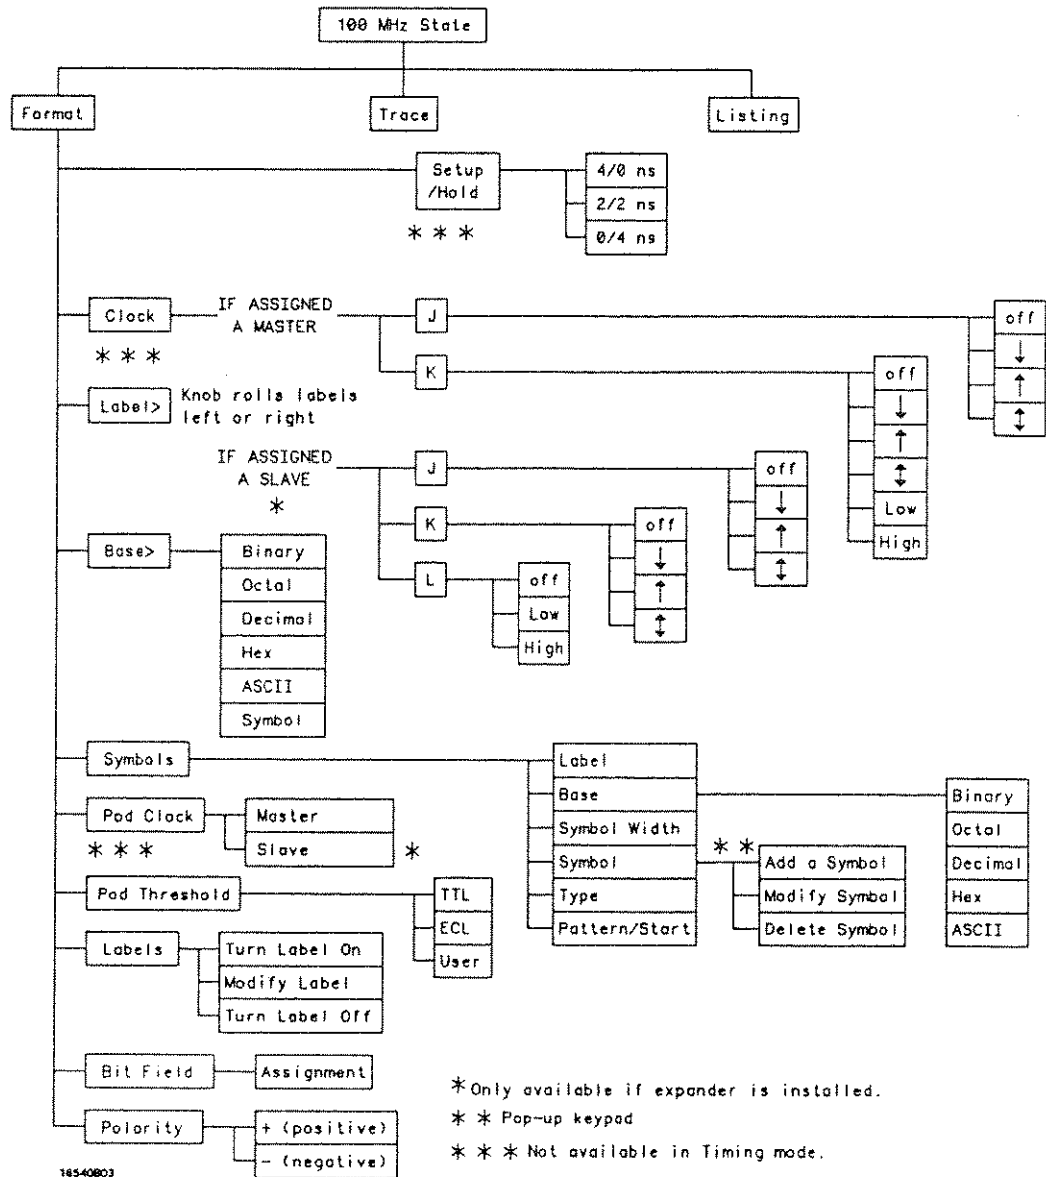 100 MHz State
Format
Trace
Listing
Setup
/Hold
* * *
4/0 ns
2/2 ns
0/4 ns
Clock
* * *
IF ASSIGNED
A MASTER
J
off
↓
↑
↕
K
off
↓
↑
↕
Low
High
Label>
Knob rolls labels
left or right
IF ASSIGNED
A SLAVE
*
J
off
↓
↑
↕
K
off
↓
↑
↕
L
off
Low
High
Base>
Binary
Octal
Decimal
Hex
ASCII
Symbol
Symbols
Label
Base
Symbol Width
Symbol
Type
Pattern/Start
Binary
Octal
Decimal
Hex
ASCII
* *
Add a Symbol
Modify Symbol
Delete Symbol
Pod Clock
* * *
Master
Slave *
Pod Threshold
TTL
ECL
User
Labels
Turn Label On
Modify Label
Turn Label Off
Bit Field
Assignment
Polarity
+ (positive)
- (negative)
* Only available if expander is installed.
* * Pop-up keypad
* * * Not available in Timing mode.
16540B03